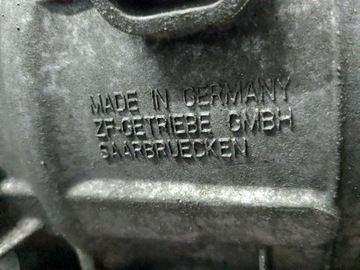 MADE IN GERMANY
ZF-GETRIEBE GMBH
SAARBRUECKEN